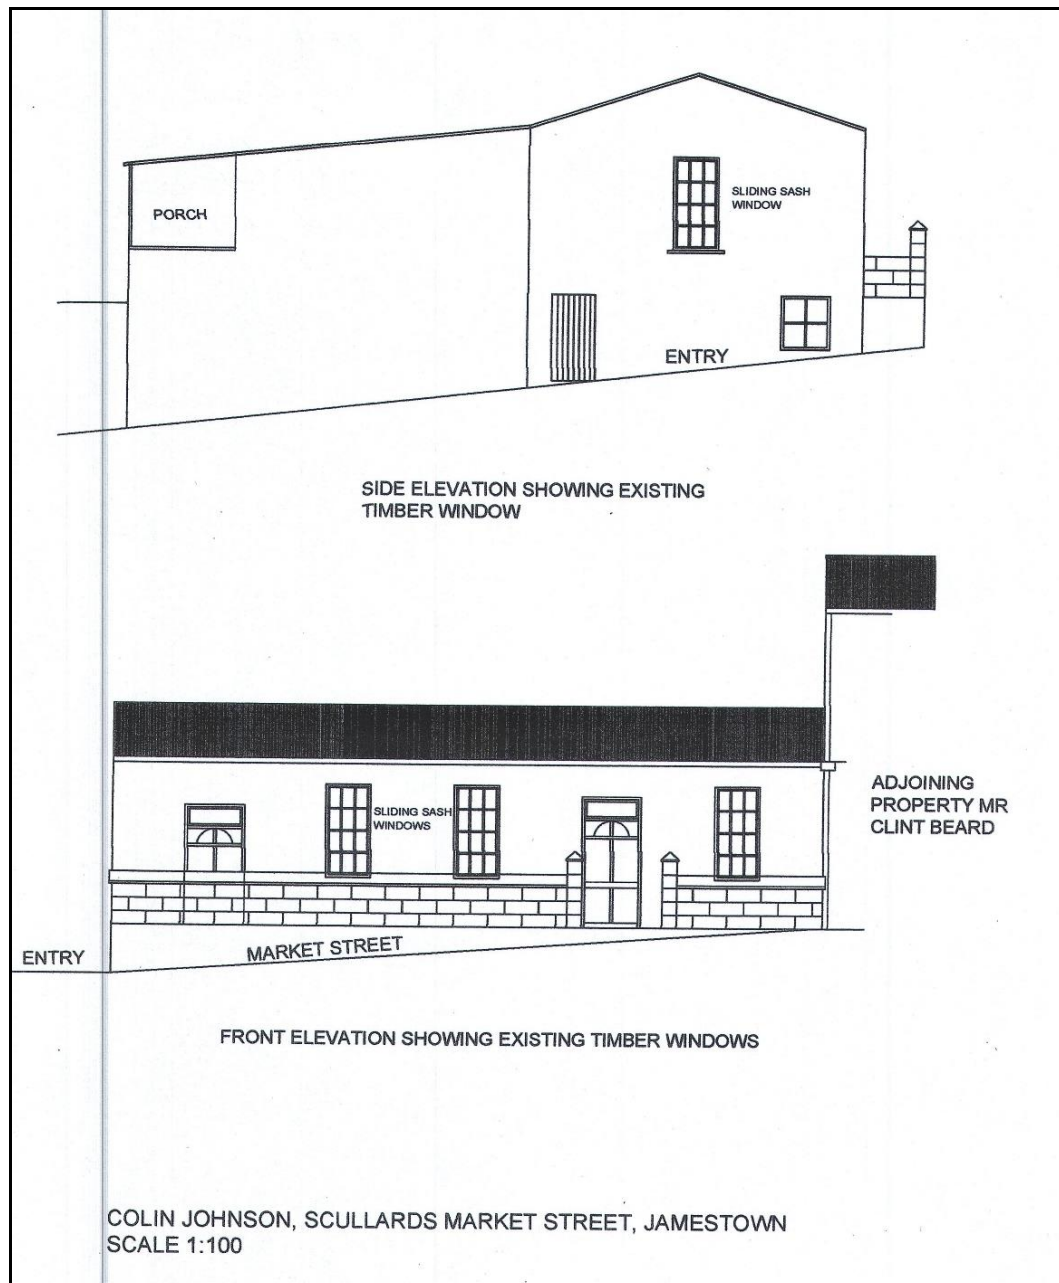 PORCH
SLIDING SASH
WINDOW
ENTRY
SIDE ELEVATION SHOWING EXISTING
TIMBER WINDOW
SLIDING SASH
WINDOWS
ADJOINING
PROPERTY MR
CLINT BEARD
ENTRY
MARKET STREET
FRONT ELEVATION SHOWING EXISTING TIMBER WINDOWS
COLIN JOHNSON, SCULLARDS MARKET STREET, JAMESTOWN
SCALE 1:100